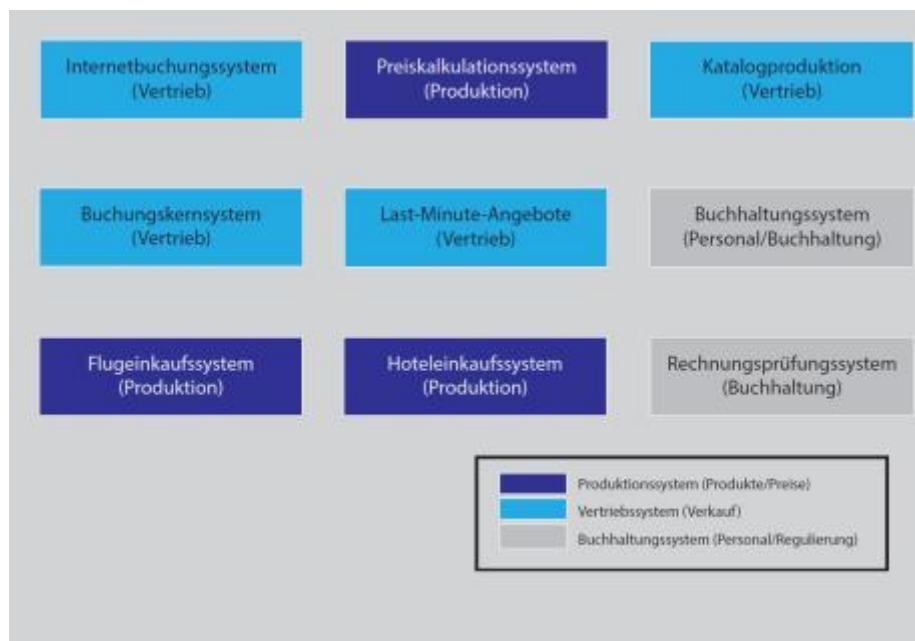 Internetbuchungssystem
(Vertrieb)
Preiskalkulationssystem
(Produktion)
Katalogproduktion
(Vertrieb)
Buchungskernsystem
(Vertrieb)
Last-Minute-Angebote
(Vertrieb)
Buchhaltungssystem
(Personal/Buchhaltung)
Flugeinkaufssystem
(Produktion)
Hoteleinkaufssystem
(Produktion)
Rechnungsprüfungssystem
(Buchhaltung)
Produktionssystem (Produkte/Preise)
Vertriebssystem (Verkauf)
Buchhaltungssystem (Personal/Regulierung)